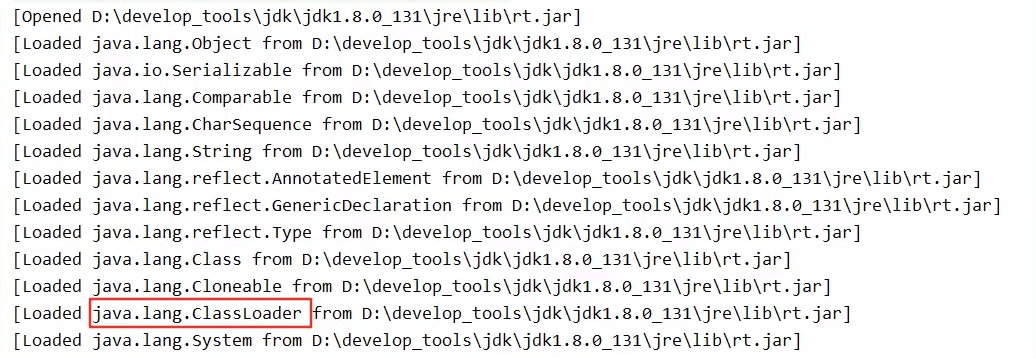 [Opened D:\develop_tools\jdk\jdk1.8.0_131\jre\lib\rt.jar]
[Loaded java.lang.Object from D:\develop_tools\jdk\jdk1.8.0_131\jre\lib\rt.jar]
[Loaded java.io.Serializable from D:\develop_tools\jdk\jdk1.8.0_131\jre\lib\rt.jar]
[Loaded java.lang.Comparable from D:\develop_tools\jdk\jdk1.8.0_131\jre\lib\rt.jar]
[Loaded java.lang.CharSequence from D:\develop_tools\jdk\jdk1.8.0_131\jre\lib\rt.jar]
[Loaded java.lang.String from D:\develop_tools\jdk\jdk1.8.0_131\jre\lib\rt.jar]
[Loaded java.lang.reflect.AnnotatedElement from D:\develop_tools\jdk\jdk1.8.0_131\jre\lib\rt.jar]
[Loaded java.lang.reflect.GenericDeclaration from D:\develop_tools\jdk\jdk1.8.0_131\jre\lib\rt.jar]
[Loaded java.lang.reflect.Type from D:\develop_tools\jdk\jdk1.8.0_131\jre\lib\rt.jar]
[Loaded java.lang.Class from D:\develop_tools\jdk\jdk1.8.0_131\jre\lib\rt.jar]
[Loaded java.lang.Cloneable from D:\develop_tools\jdk\jdk1.8.0_131\jre\lib\rt.jar]
[Loaded java.lang.ClassLoader from D:\develop_tools\jdk\jdk1.8.0_131\jre\lib\rt.jar]
[Loaded java.lang.System from D:\develop_tools\jdk\jdk1.8.0_131\jre\lib\rt.jar]